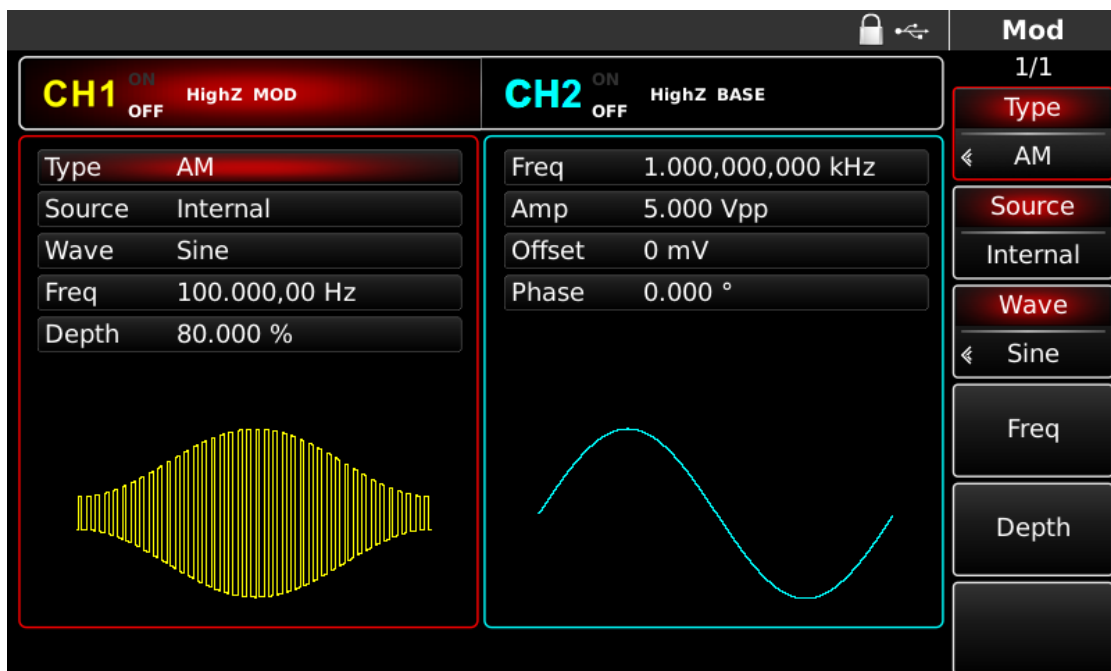 Mod
1/1
CH1 ON OFF HighZ MOD
CH2 ON OFF HighZ BASE
Type AM
Source Internal
Wave Sine
Freq 100.000,00 Hz
Depth 80.000 %
Freq 1.000,000,000 kHz
Amp 5.000 Vpp
Offset 0 mV
Phase 0.000 °
Type
AM
Source
Internal
Wave
Sine
Freq
Depth